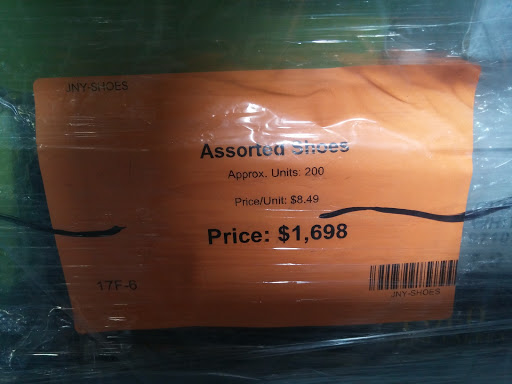 JNY-SHOES
Assorted Shoes
Approx. Units: 200
Price/Unit: $8.49
Price: $1,698
17F-6
JNY-SHOES